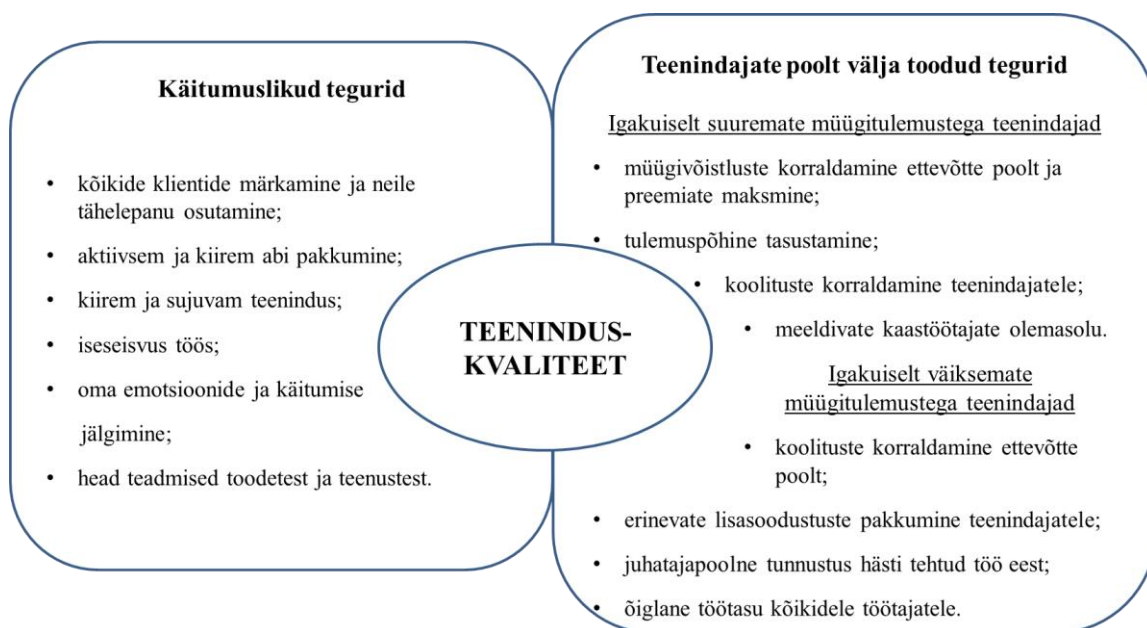 Käitumuslikud tegurid
• kõikide klientide märkamine ja neile
tähelepanu osutamine;
• aktiivsem ja kiirem abi pakkumine;
• kiirem ja sujuvam teenindus;
• iseseisvus töös;
• oma emotsioonide ja käitumise
jälgimine;
• head teadmised toodetest ja teenustest.
TEENINDUS-
KVALITEET
Teenindajate poolt välja toodud tegurid
Igakuiselt suuremate müügitulemustega teenindajad
• müügivõistluste korraldamine ettevõtte poolt ja
preemiate maksmine;
• tulemuspõhine tasustamine;
• koolituste korraldamine teenindajatele;
• meeldivate kaastöötajate olemasolu.
Igakuiselt väiksemate
müügitulemustega teenindajad
• koolituste korraldamine ettevõtte
poolt;
• erinevate lisasoodustuste pakkumine teenindajatele;
• juhatajapoolne tunnustus hästi tehtud töö eest;
• õiglane töötasu kõikidele töötajatele.